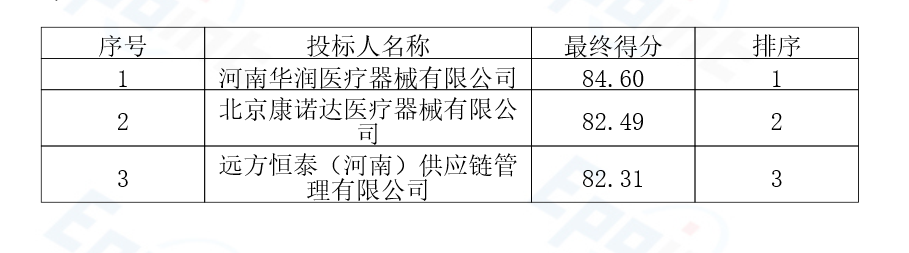 序号 投标人名称 最终得分 排序
1 河南华润医疗器械有限公司 84.60 1
2 北京康诺达医疗器械有限公司 82.49 2
3 远方恒泰（河南）供应链管理有限公司 82.31 3